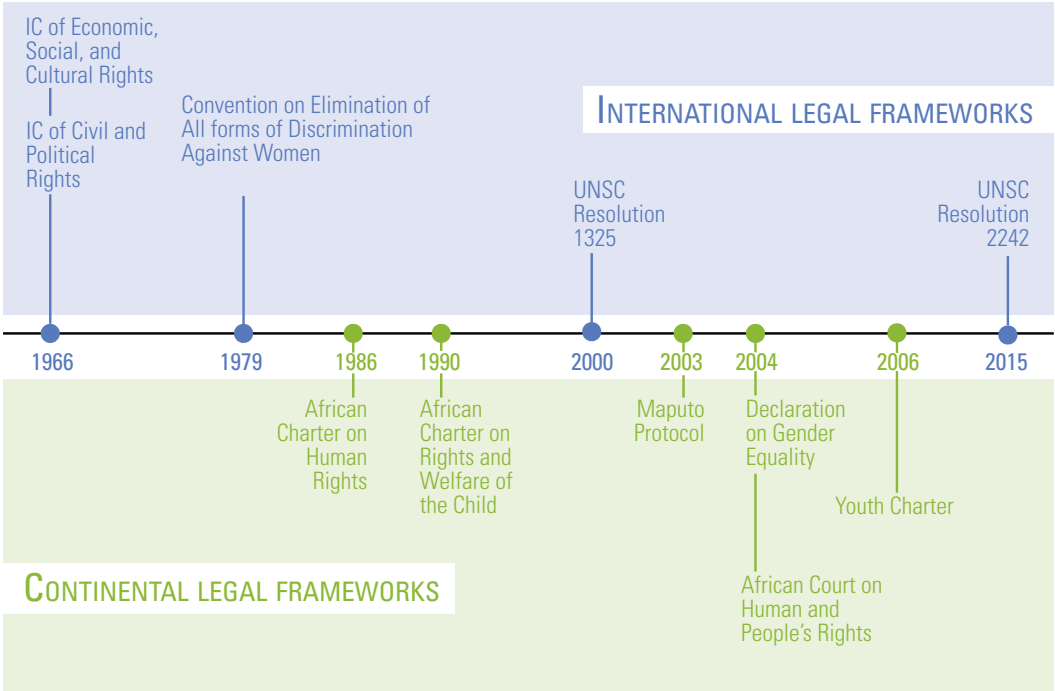 IC of Economic,
Social, and
Cultural Rights
IC of Civil and
Political
Rights
Convention on Elimination of
All forms of Discrimination
Against Women
INTERNATIONAL LEGAL FRAMEWORKS
UNSC
Resolution
1325
UNSC
Resolution
2242
1966
1979
1986
1990
2000
2003
2004
2006
2015
African
Charter on
Human
Rights
African
Charter on
Rights and
Welfare of
the Child
Maputo
Protocol
Declaration
on Gender
Equality
Youth Charter
African Court on
Human and
People’s Rights
CONTINENTAL LEGAL FRAMEWORKS